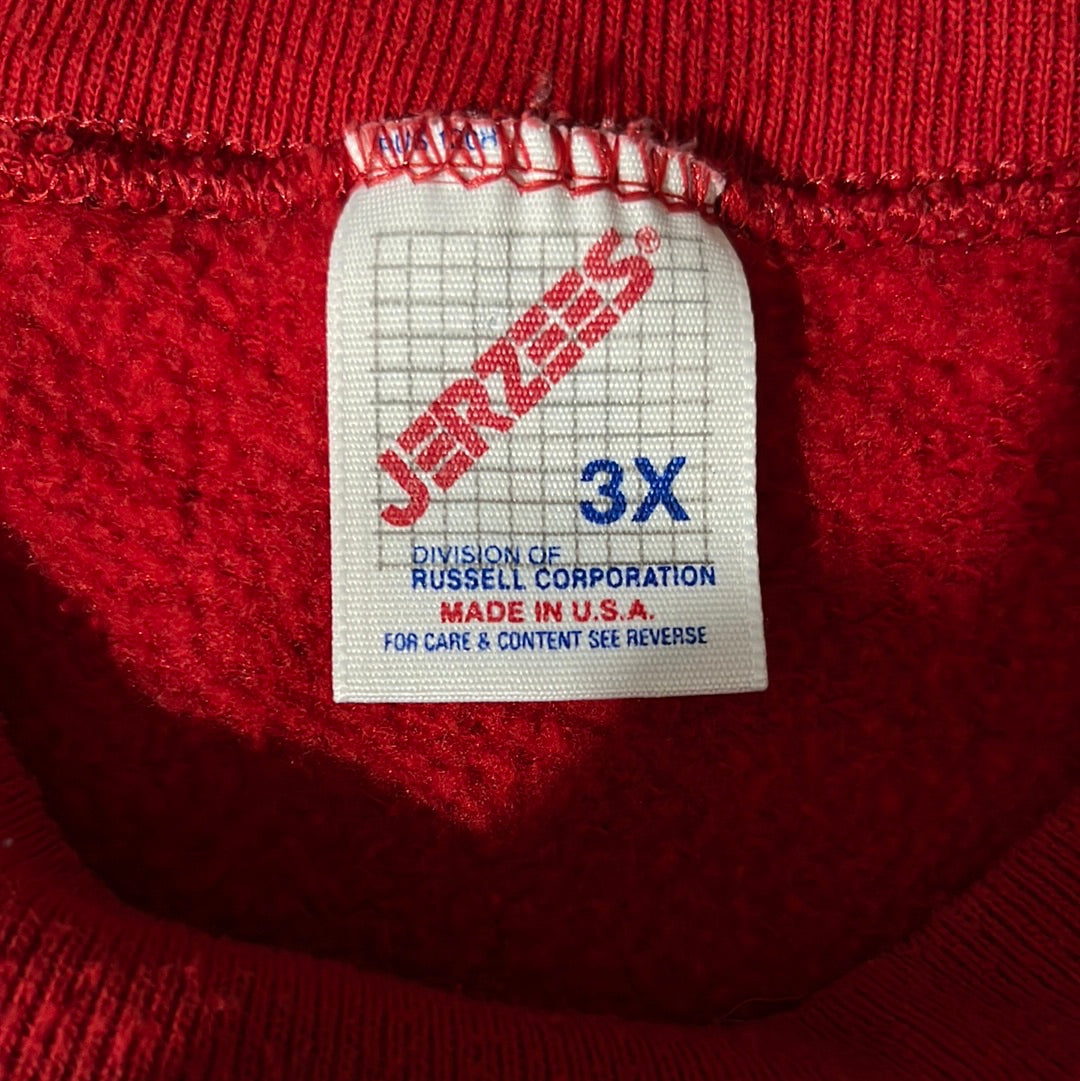 JERZEES®
3X
DIVISION OF
RUSSELL CORPORATION
MADE IN U.S.A.
FOR CARE & CONTENT SEE REVERSE